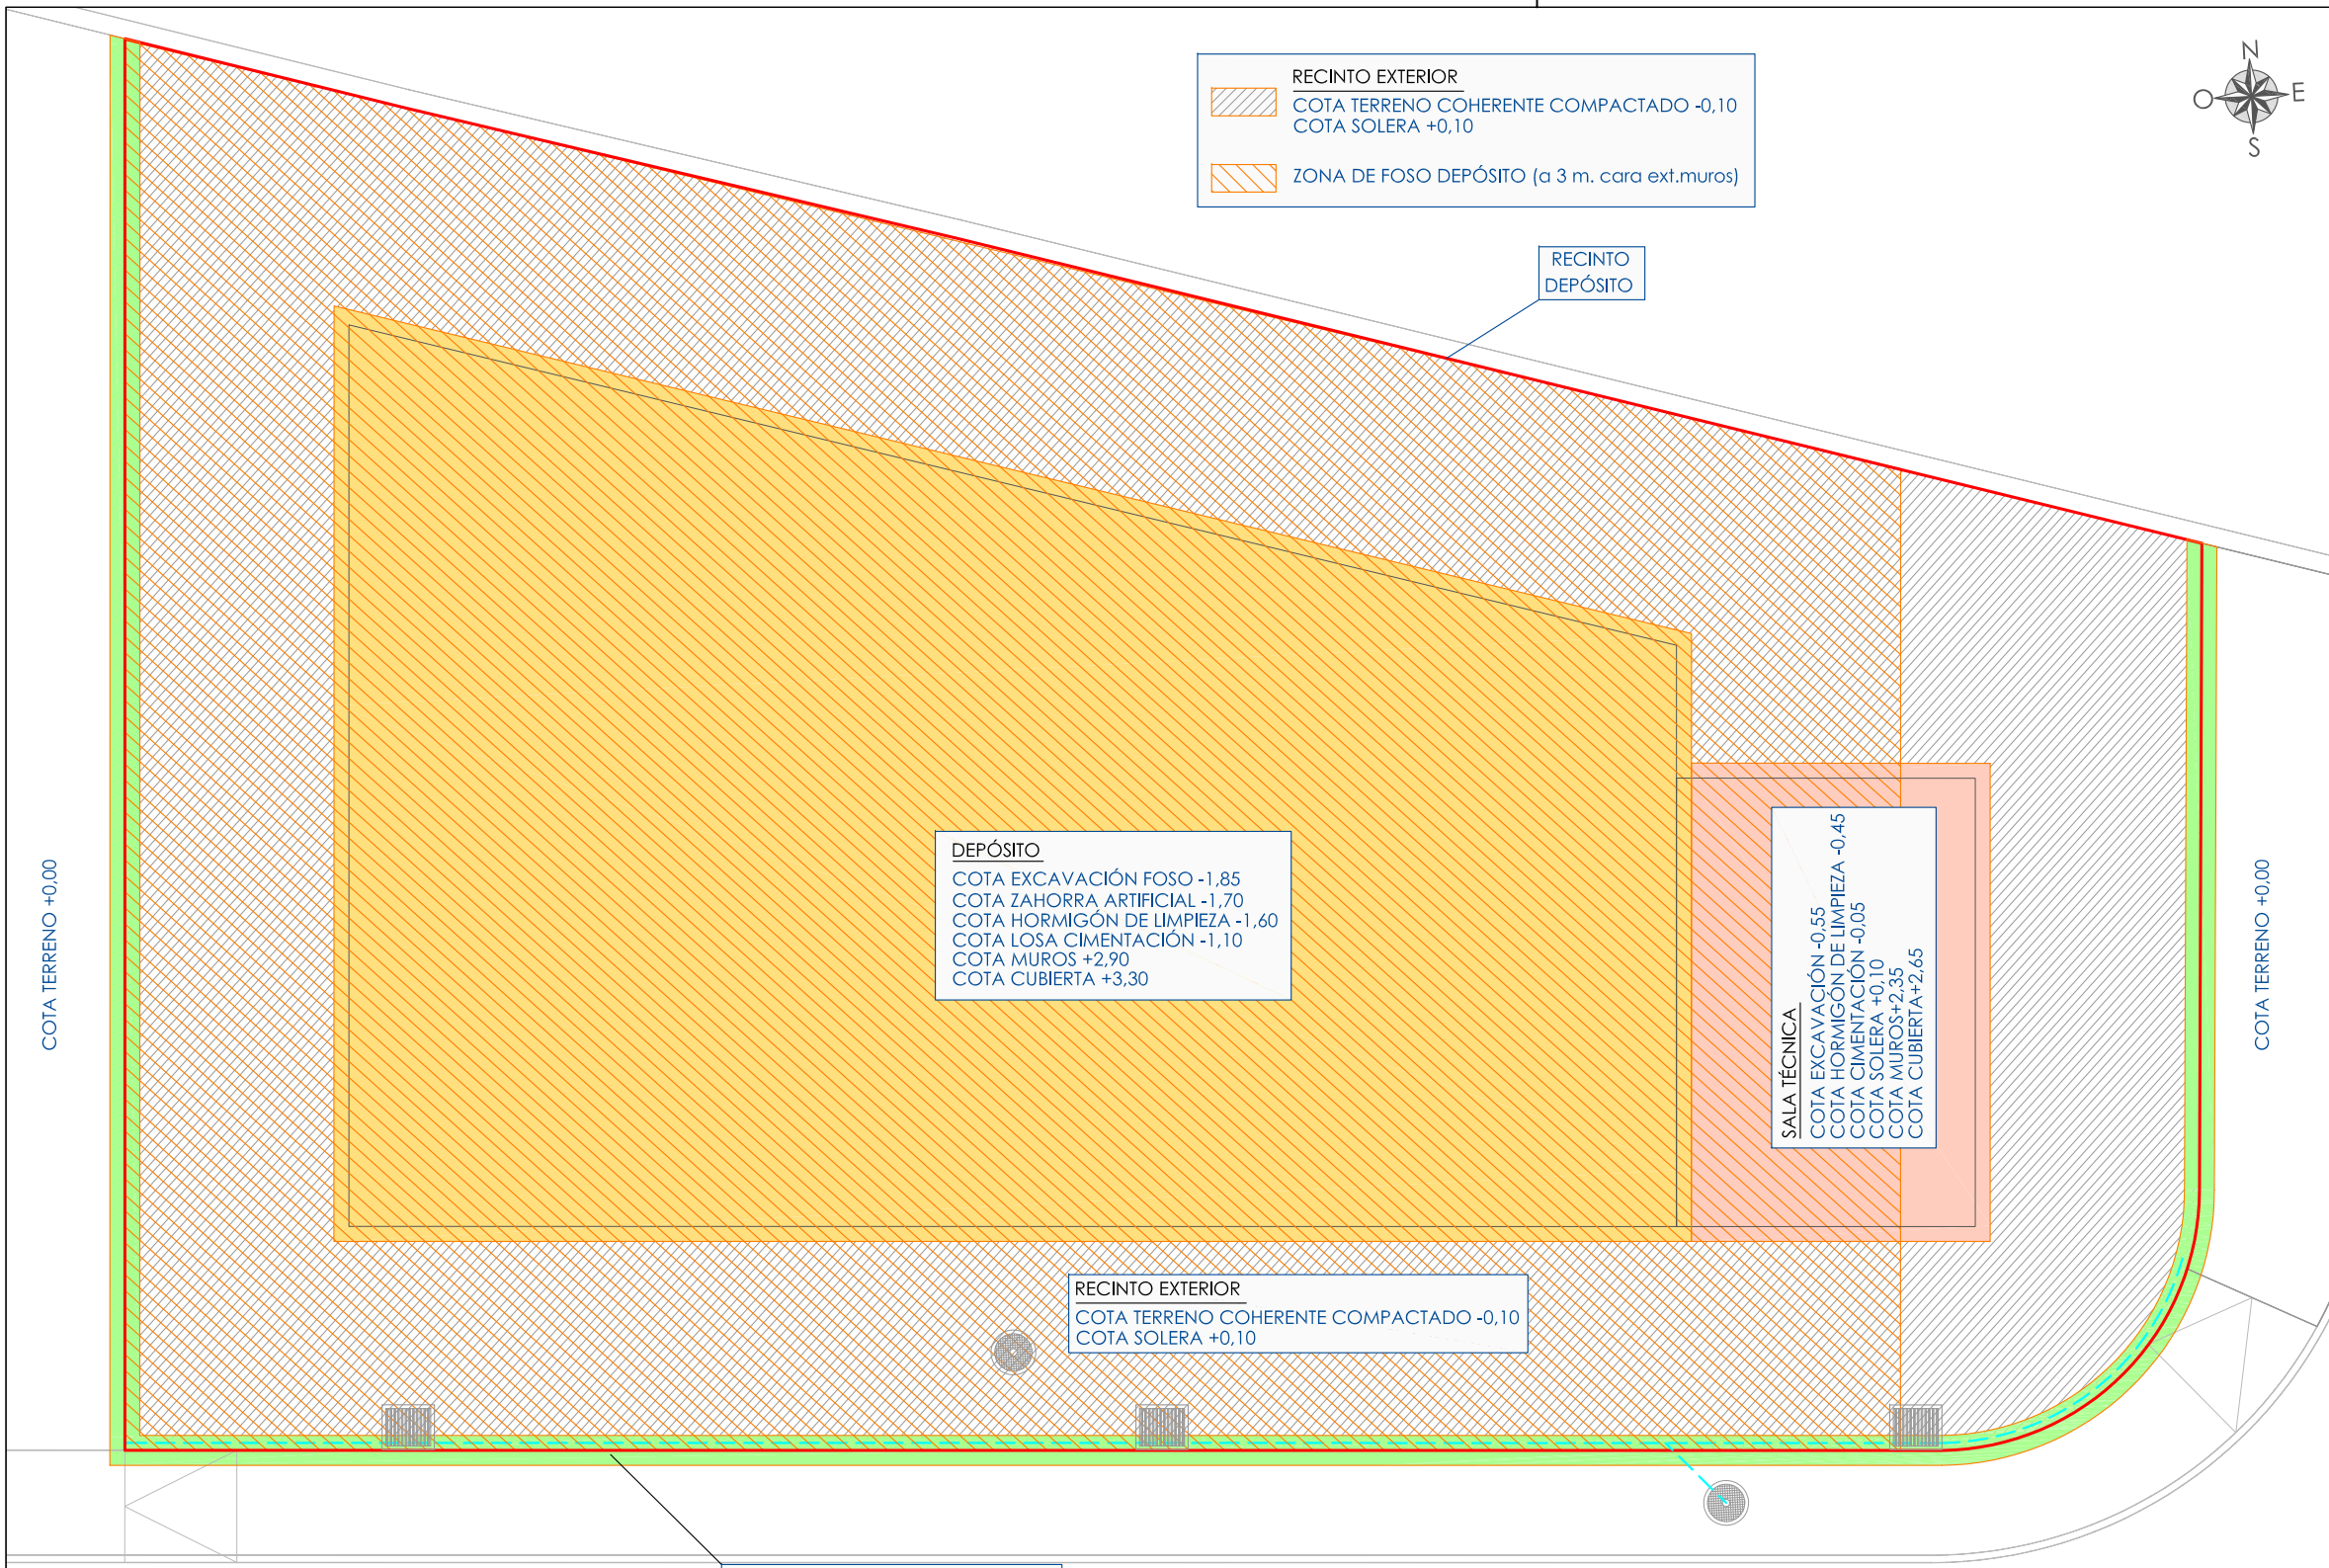 RECINTO EXTERIOR
COTA TERRENO COHERENTE COMPACTADO -0,10
COTA SOLERA +0,10
ZONA DE FOSO DEPÓSITO (a 3 m. cara ext.muros)
N
O
E
S
RECINTO
DEPÓSITO
COTA TERRENO +0,00
DEPÓSITO
COTA EXCAVACIÓN FOSO -1,85
COTA ZAHORRA ARTIFICIAL -1,70
COTA HORMIGÓN DE LIMPIEZA -1,60
COTA LOSA CIMENTACIÓN -1,10
COTA MUROS +2,90
COTA CUBIERTA +3,30
SALA TÉCNICA
COTA EXCAVACIÓN -0,55
COTA HORMIGÓN DE LIMPIEZA -0,45
COTA CIMENTACIÓN -0,05
COTA SOLERA +0,10
COTA MUROS+2,35
COTA CUBIERTA+2,65
COTA TERRENO +0,00
RECINTO EXTERIOR
COTA TERRENO COHERENTE COMPACTADO -0,10
COTA SOLERA +0,10